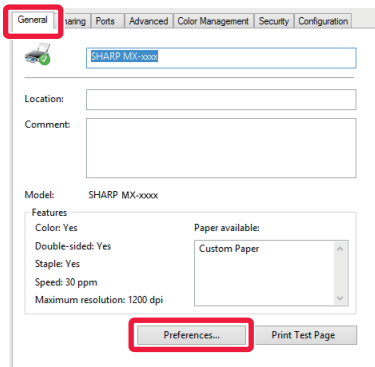 General Sharing Ports Advanced Color Management Security Configuration
SHARP MX-xxxx
Location:
Comment:
Model: SHARP MX-xxxx
Features
Color: Yes Paper available:
Double-sided: Yes Custom Paper
Staple: Yes
Speed: 30 ppm
Maximum resolution: 1200 dpi
Preferences... Print Test Page